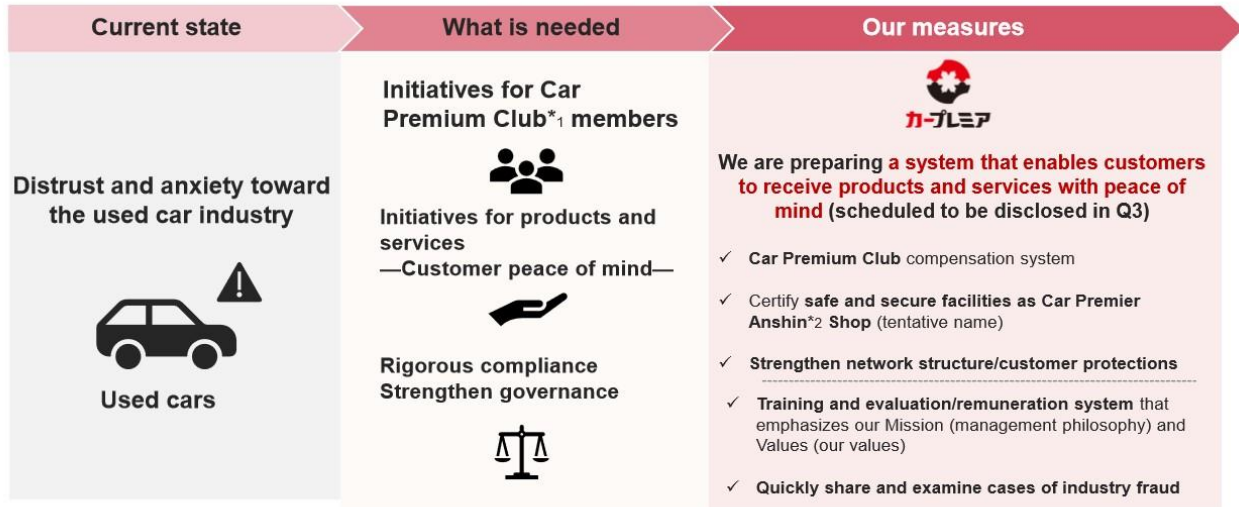 Current state
What is needed
Our measures
Distrust and anxiety toward
the used car industry
Used cars
Initiatives for Car
Premium Club*1 members
Initiatives for products and
services
—Customer peace of mind—
Rigorous compliance
Strengthen governance
カープレミア
We are preparing a system that enables customers
to receive products and services with peace of
mind (scheduled to be disclosed in Q3)
✓ Car Premium Club compensation system
✓ Certify safe and secure facilities as Car Premier
Anshin*2 Shop (tentative name)
✓ Strengthen network structure/customer protections
✓ Training and evaluation/remuneration system that
emphasizes our Mission (management philosophy) and
Values (our values)
✓ Quickly share and examine cases of industry fraud